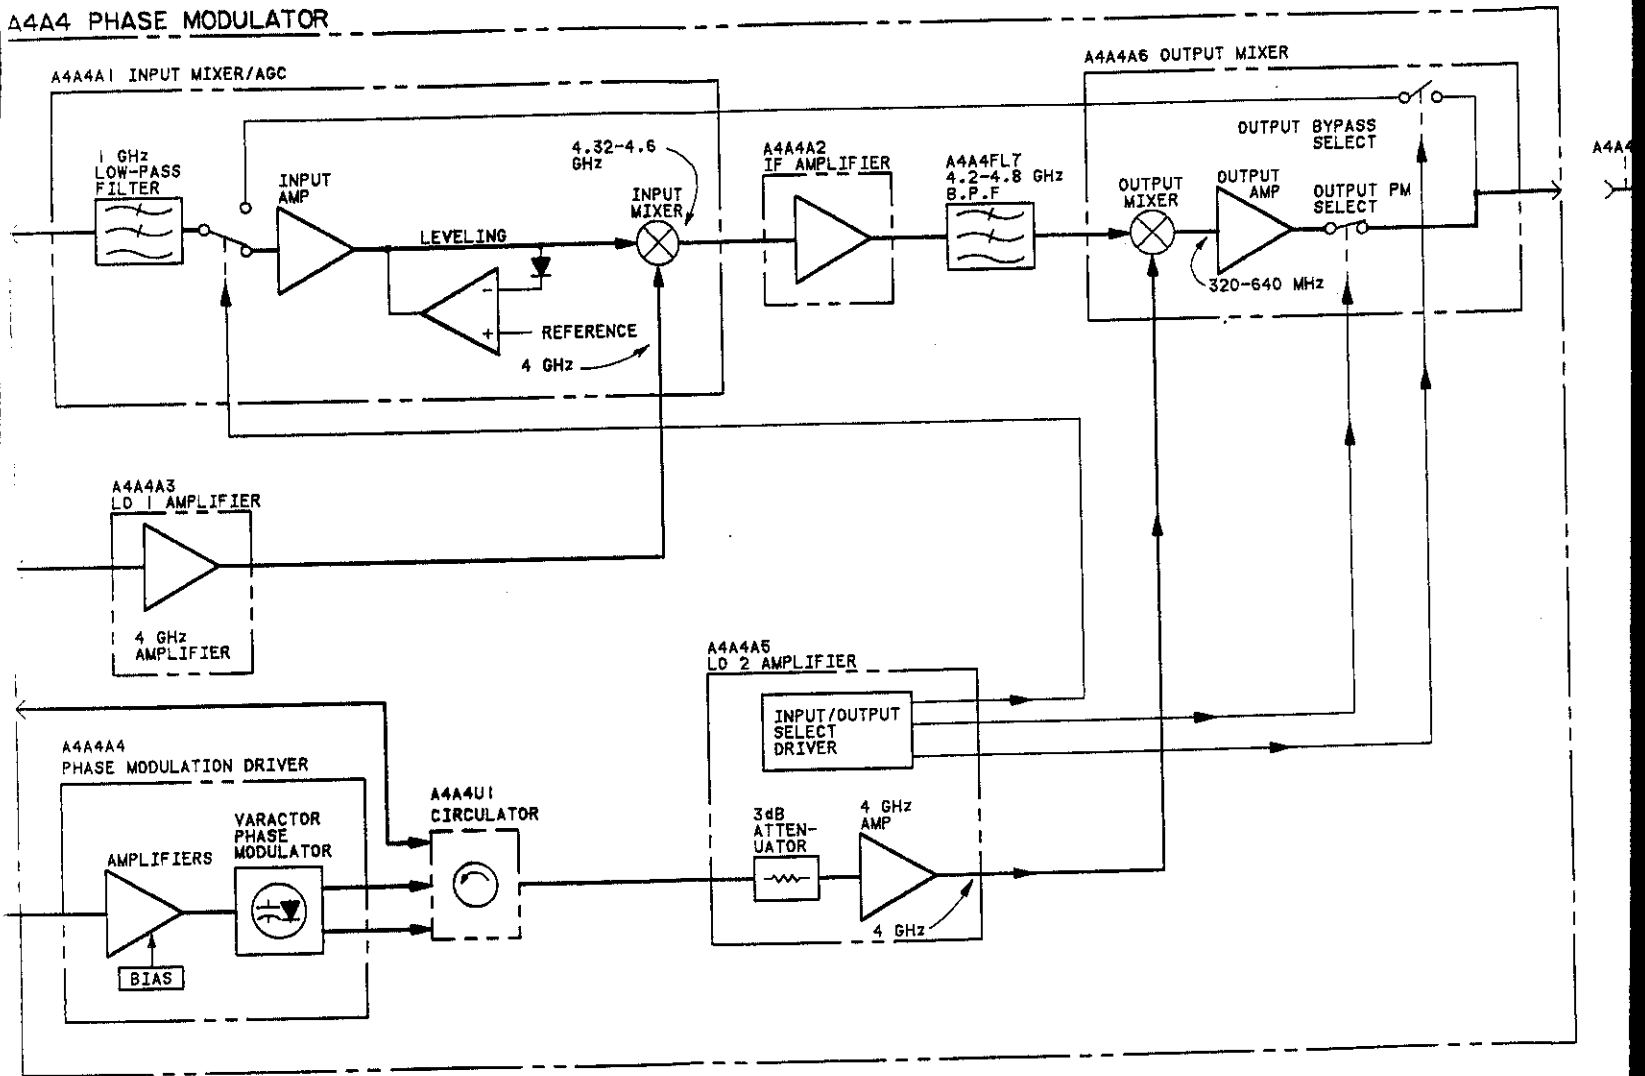 A4A4 PHASE MODULATOR
A4A4A1 INPUT MIXER/AGC
A4A4A6 OUTPUT MIXER
1 GHz
LOW-PASS
FILTER
INPUT
AMP
LEVELING
REFERENCE
4 GHz
4.32-4.6
GHz
INPUT
MIXER
A4A4A2
IF AMPLIFIER
A4A4FL7
4.2-4.8 GHz
B.P.F
OUTPUT
MIXER
OUTPUT
AMP
320-640 MHz
OUTPUT BYPASS
SELECT
OUTPUT PM
SELECT
A4A4
A4A4A3
LO 1 AMPLIFIER
4 GHz
AMPLIFIER
A4A4A4
PHASE MODULATION DRIVER
AMPLIFIERS
BIAS
VARACTOR
PHASE
MODULATOR
A4A4U1
CIRCULATOR
A4A4A5
LO 2 AMPLIFIER
INPUT/OUTPUT
SELECT
DRIVER
3dB
ATTEN-
UATOR
4 GHz
AMP
4 GHz